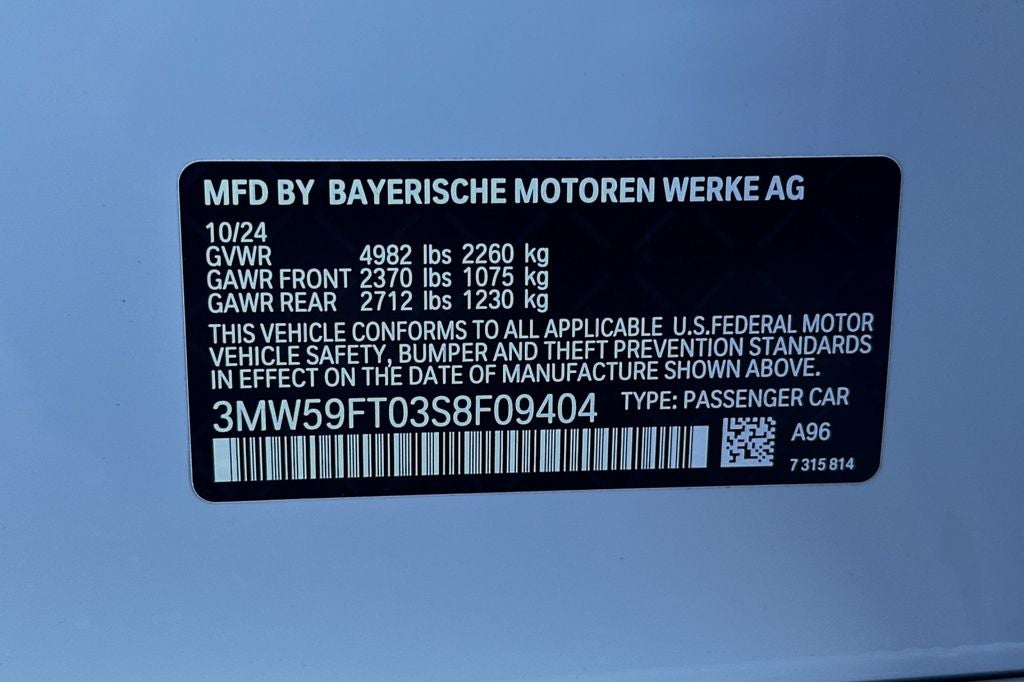 MFD BY BAYERISCHE MOTOREN WERKE AG
10/24
GVWR 4982 lbs 2260 kg
GAWR FRONT 2370 lbs 1075 kg
GAWR REAR 2712 lbs 1230 kg
THIS VEHICLE CONFORMS TO ALL APPLICABLE U.S.FEDERAL MOTOR
VEHICLE SAFETY, BUMPER AND THEFT PREVENTION STANDARDS
IN EFFECT ON THE DATE OF MANUFACTURE SHOWN ABOVE.
3MW59FT03S8F09404 TYPE: PASSENGER CAR
A96
7 315 814